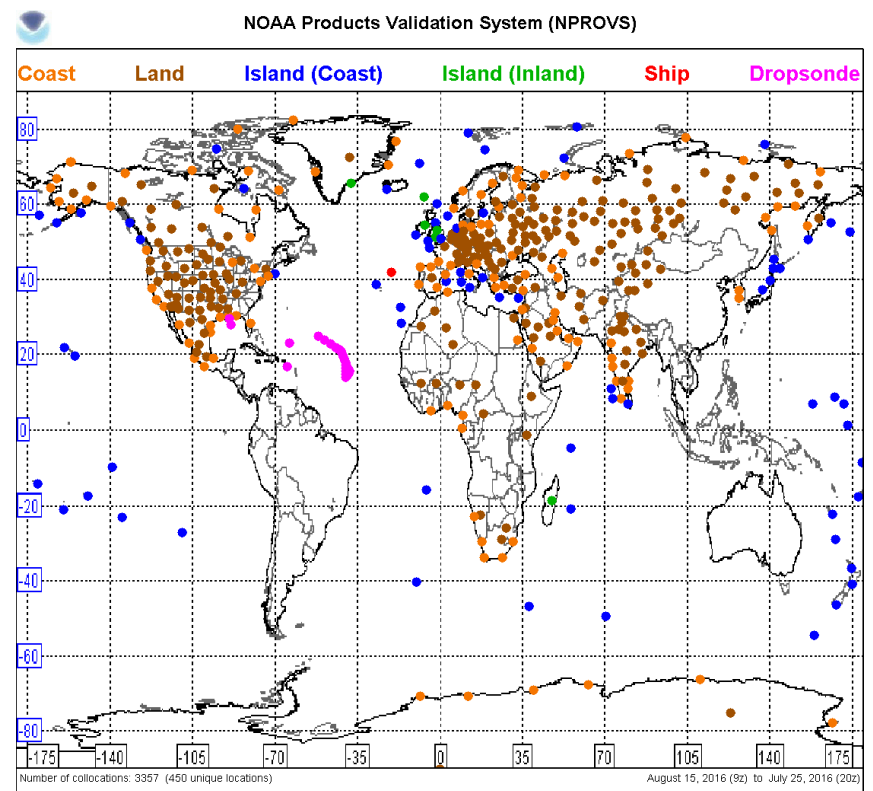 NOAA Products Validation System (NPROVS)
Coast Land Island (Coast) Island (Inland) Ship Dropsonde
80
60
40
20
0
-20
-40
-60
-80
-175 -140 -105 -70 -35 0 35 70 105 140 175
Number of collocations: 3357 (450 unique locations) August 15, 2016 (9z) to July 25, 2016 (20z)